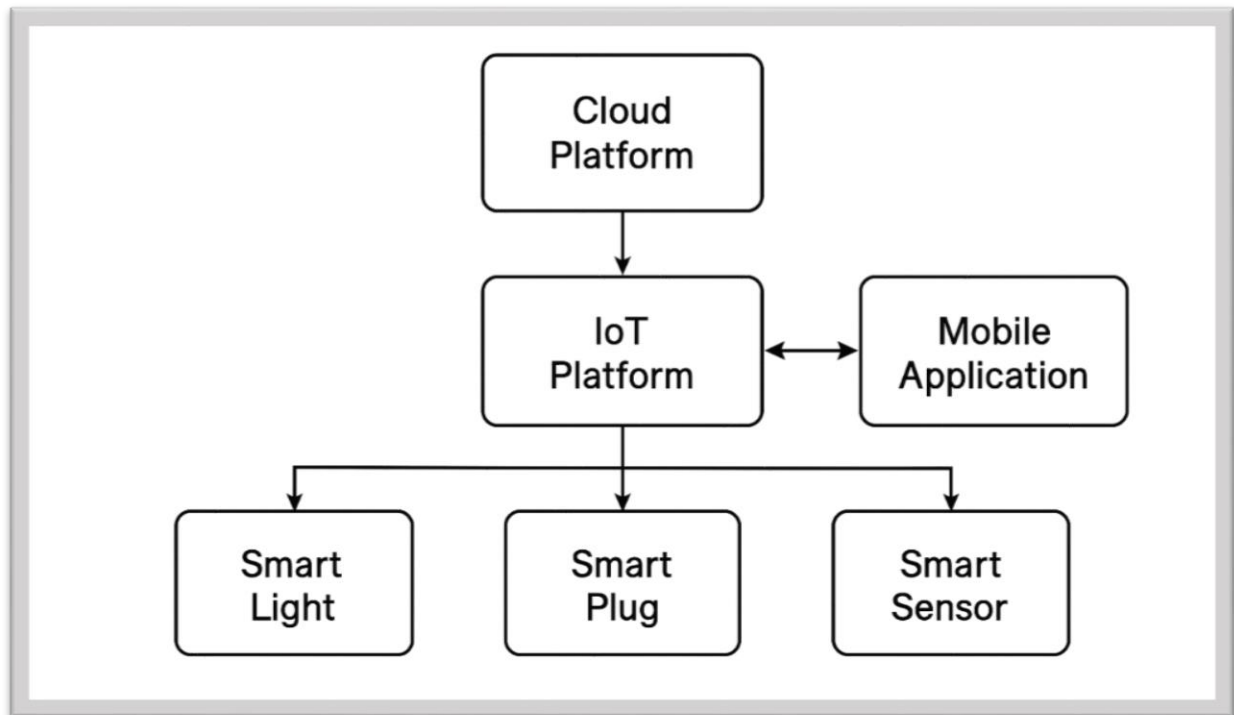 Cloud
Platform
IoT
Platform
Mobile
Application
Smart
Light
Smart
Plug
Smart
Sensor